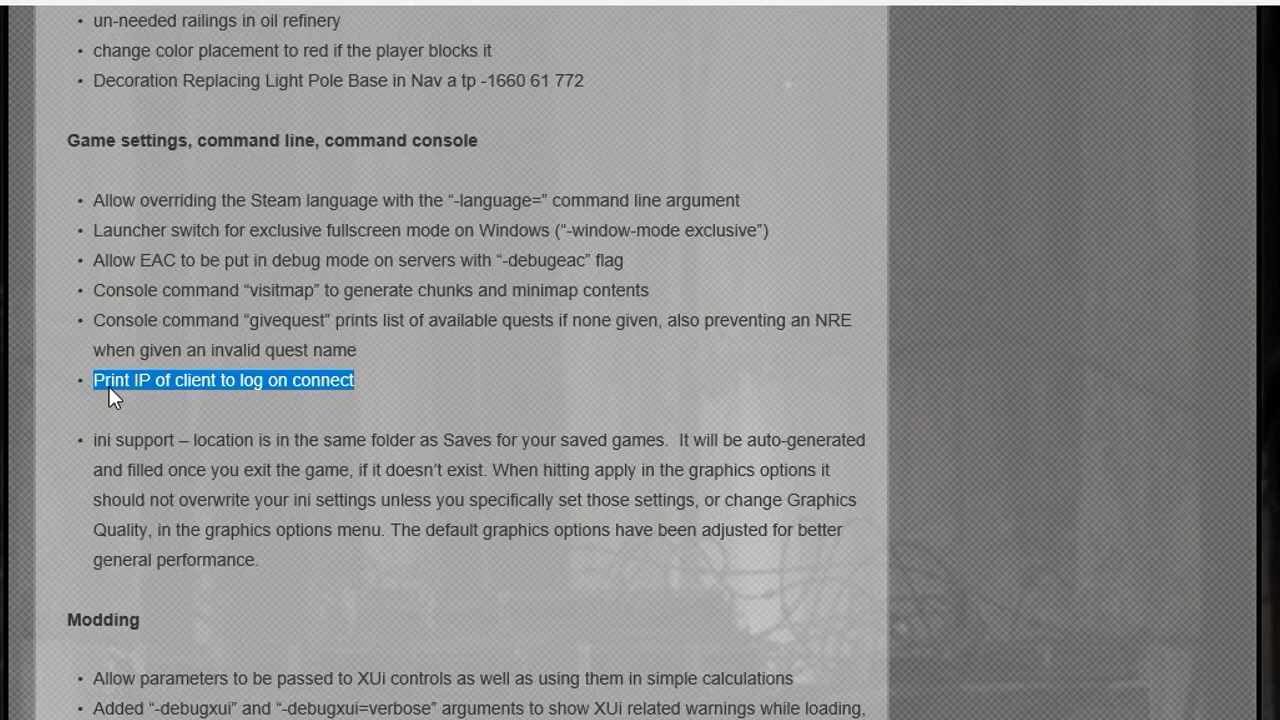 • un-needed railings in oil refinery
• change color placement to red if the player blocks it
• Decoration Replacing Light Pole Base in Nav a tp -1660 61 772
Game settings, command line, command console
• Allow overriding the Steam language with the “-language=” command line argument
• Launcher switch for exclusive fullscreen mode on Windows (“-window-mode exclusive”)
• Allow EAC to be put in debug mode on servers with “-debugeac” flag
• Console command “visitmap” to generate chunks and minimap contents
• Console command “givequest” prints list of available quests if none given, also preventing an NRE
when given an invalid quest name
• Print IP of client to log on connect
• ini support – location is in the same folder as Saves for your saved games.  It will be auto-generated
and filled once you exit the game, if it doesn’t exist. When hitting apply in the graphics options it
should not overwrite your ini settings unless you specifically set those settings, or change Graphics
Quality, in the graphics options menu. The default graphics options have been adjusted for better
general performance.
Modding
• Allow parameters to be passed to XUi controls as well as using them in simple calculations
• Added “-debugxui” and “-debugxui=verbose” arguments to show XUi related warnings while loading,